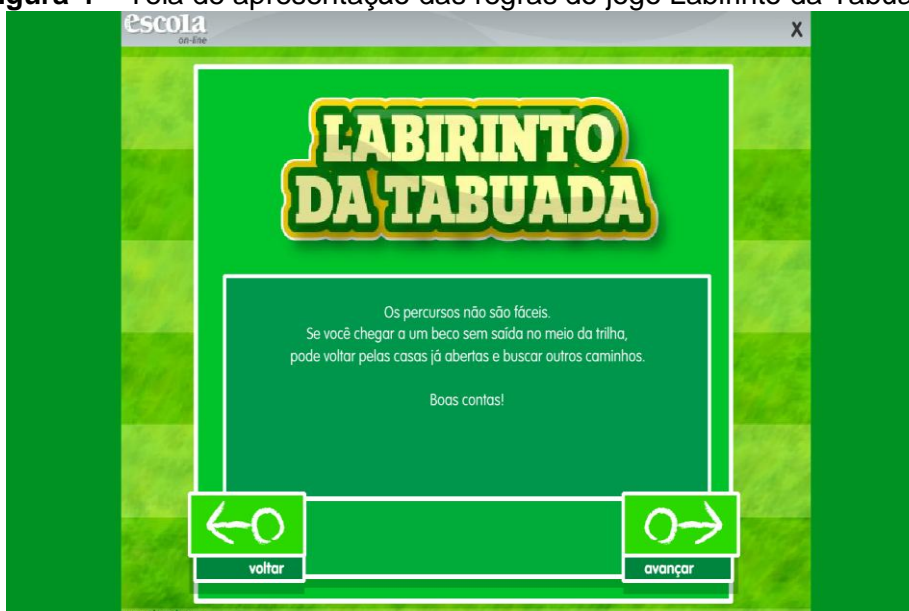 escola
on-line
X
LABIRINTO
DA TABUADA
Os percursos não são fáceis.
Se você chegar a um beco sem saída no meio da trilha,
pode voltar pelas casas já abertas e buscar outros caminhos.
Boas contas!
voltar
avançar